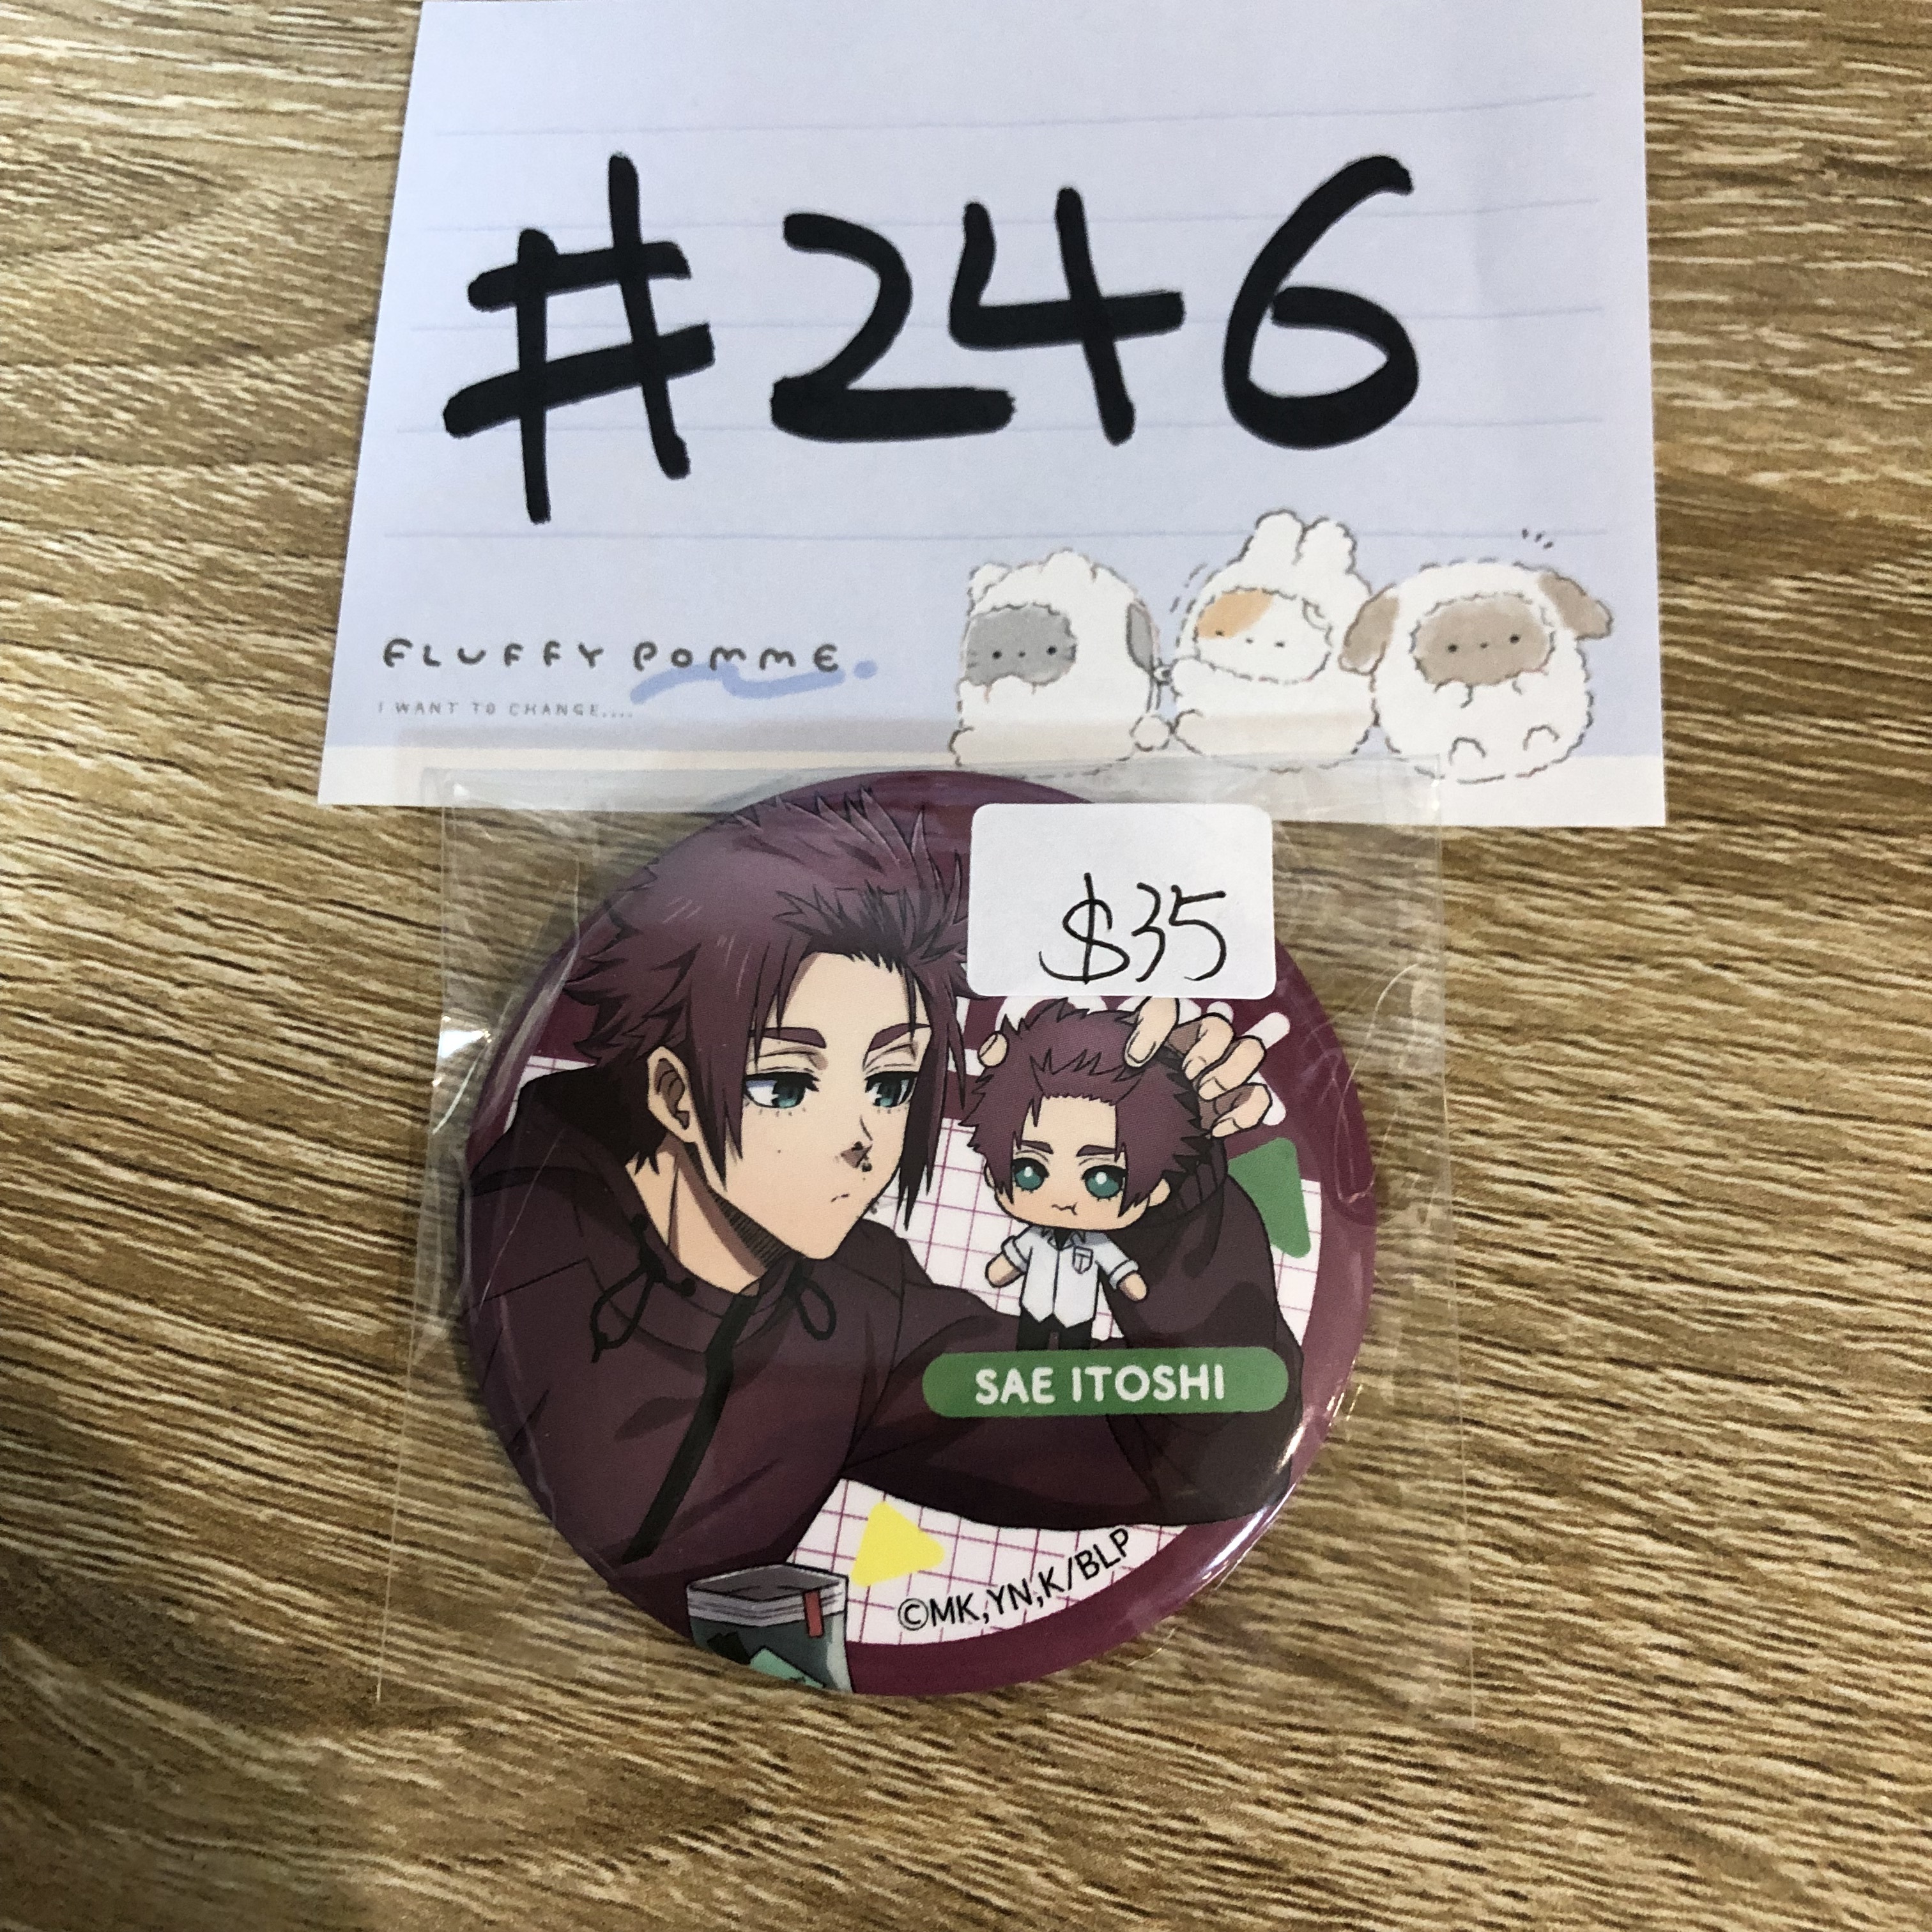 #246
FLUFFY POMME
I WANT TO CHANGE....
$35
SAE ITOSHI
©MK,YN,K/BLP